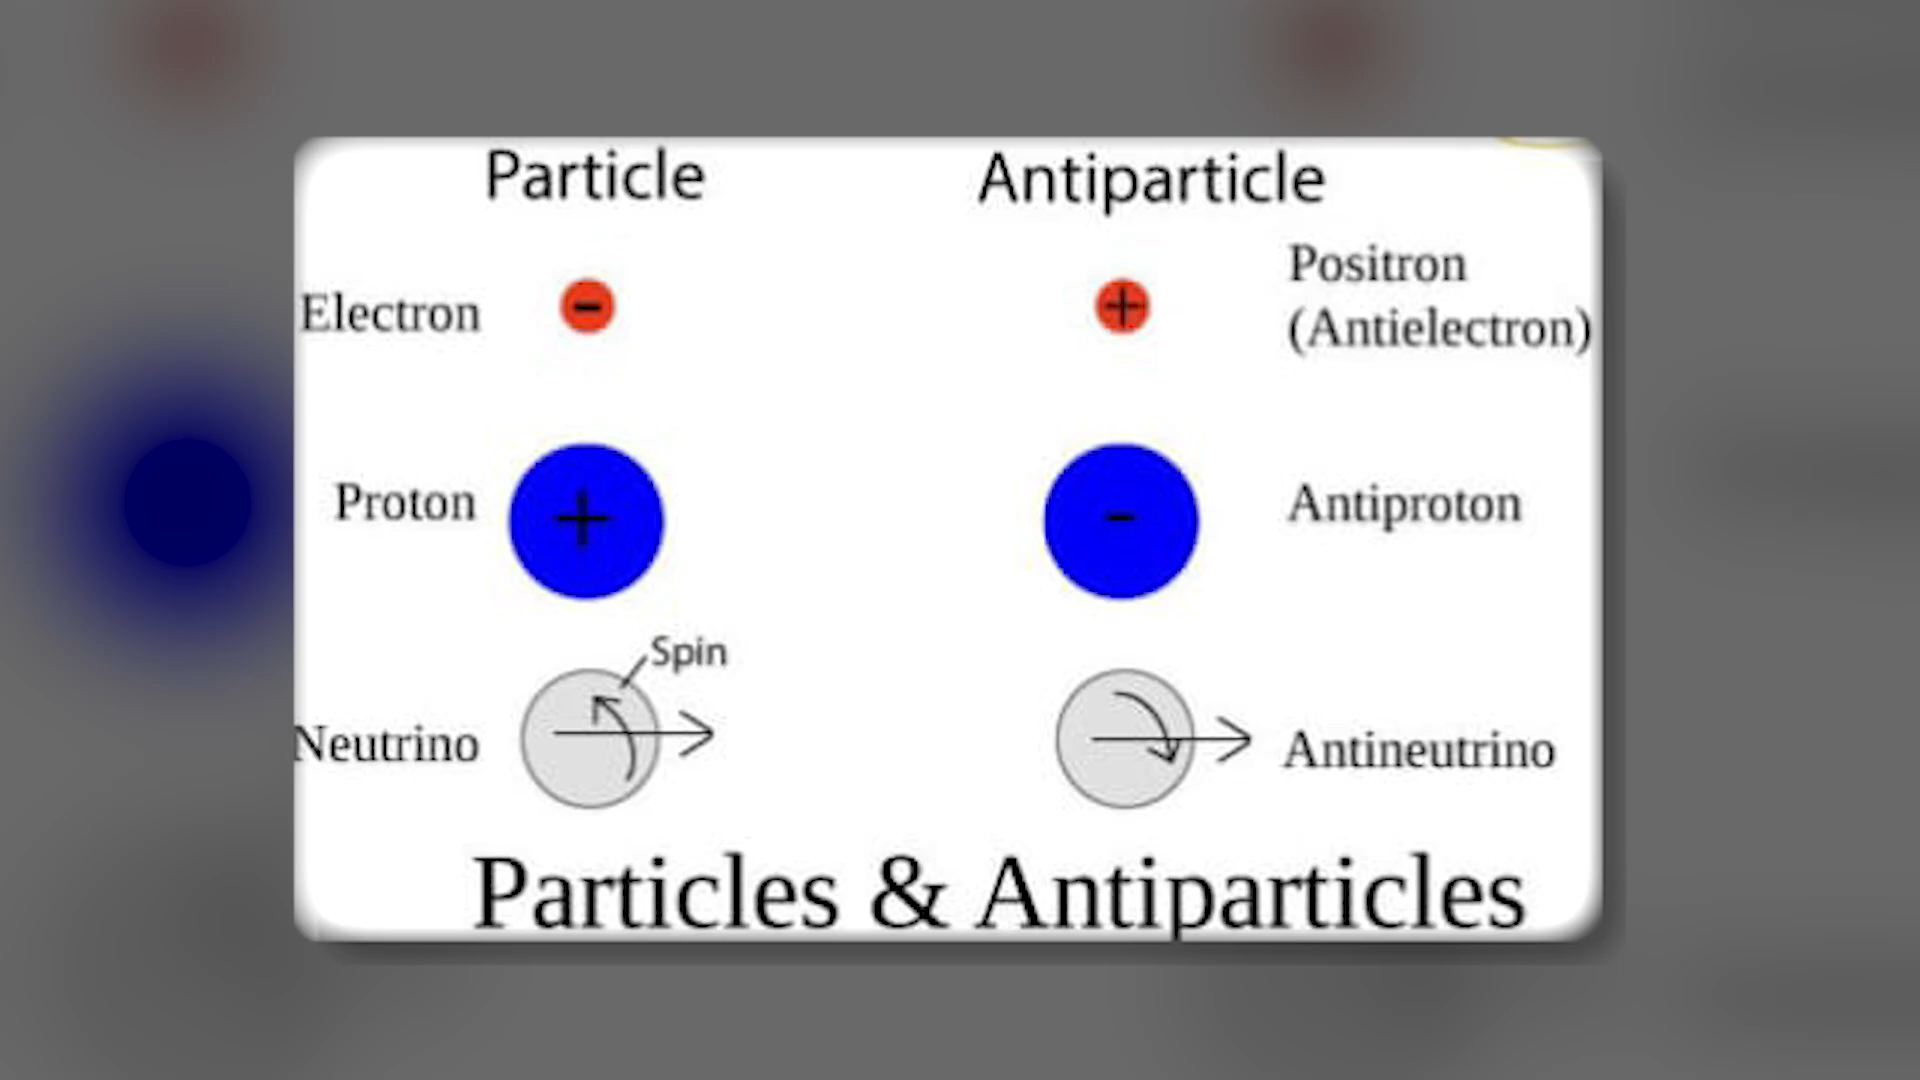 Particle
Antiparticle
Electron
-
+
Positron
(Antielectron)
Proton
+
-
Antiproton
Spin
Neutrino
Antineutrino
Particles & Antiparticles